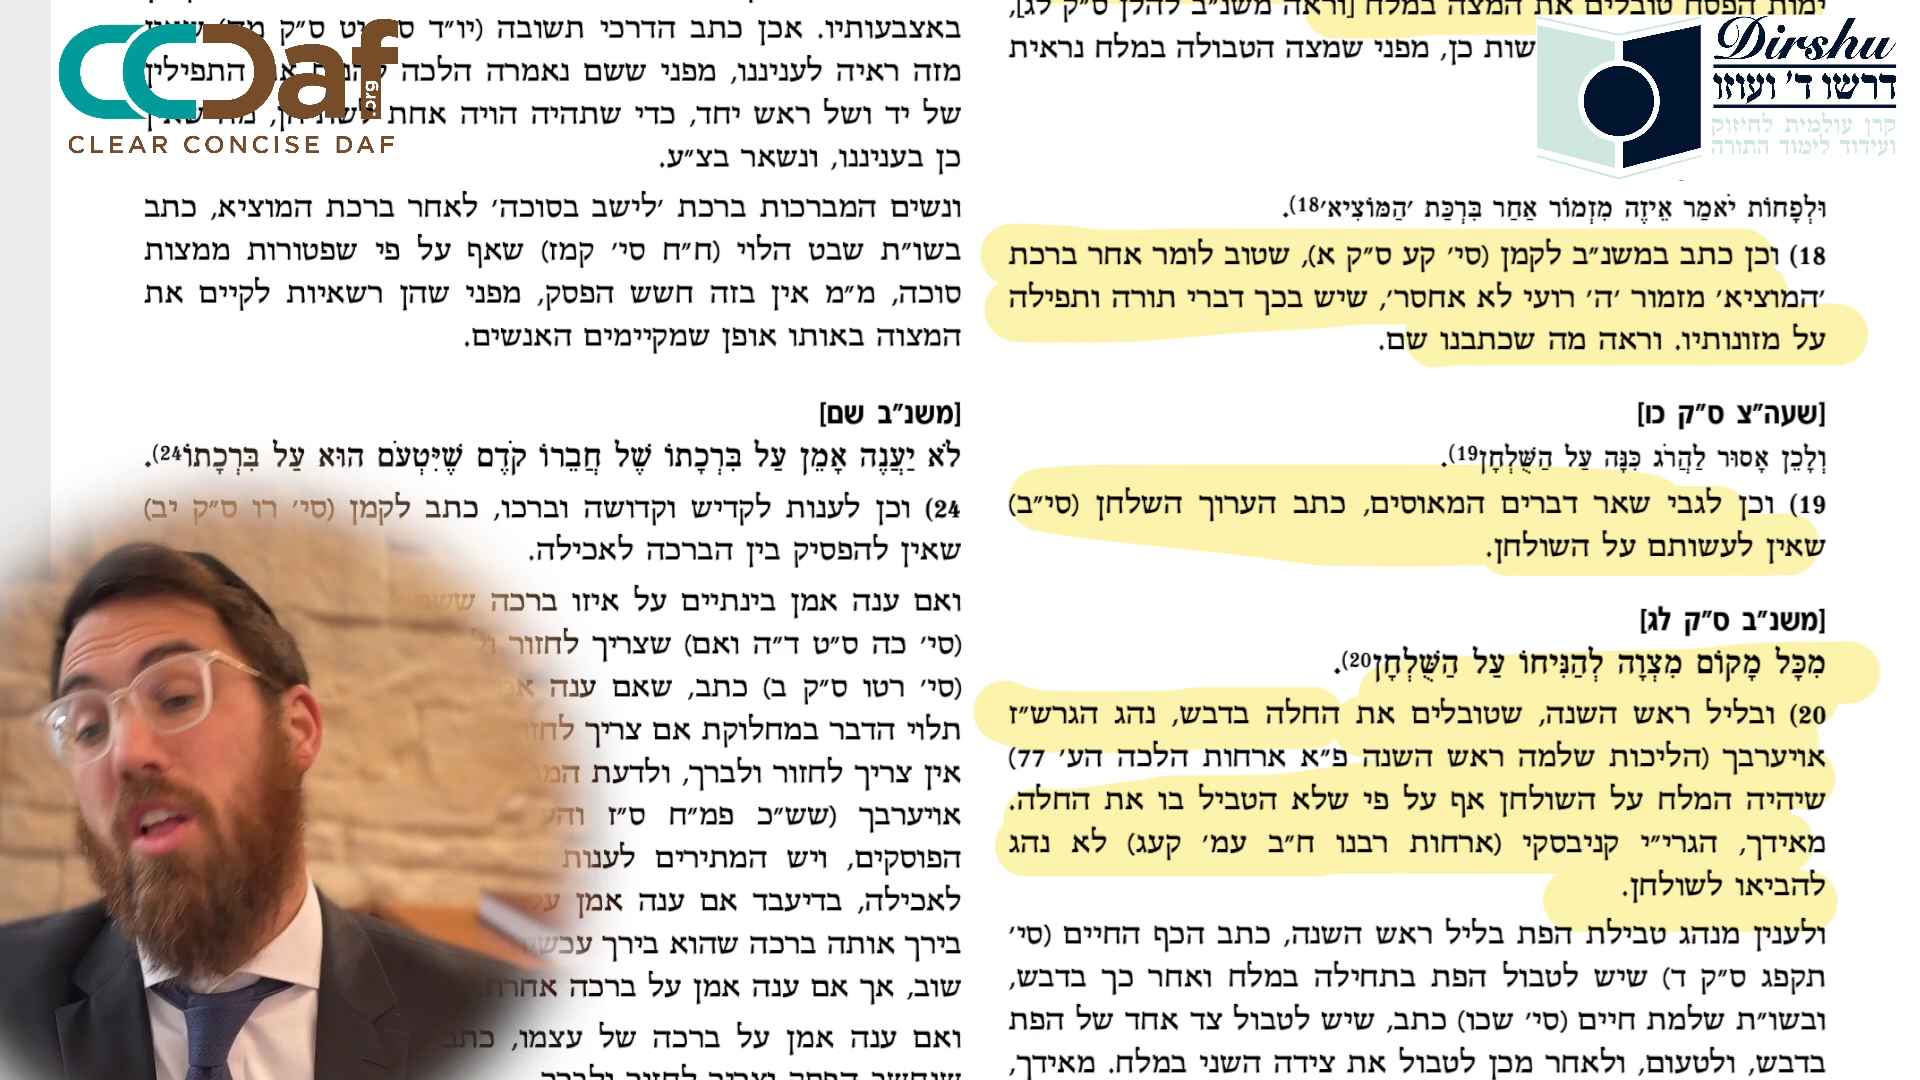 ימות הפסח טובלים את המצה במלח [וראה משנ״ב להלן ס״ק לג],
שות כן, מפני שמצה הטבולה במלח נראית
וּלְפָחוֹת יֹאמַר אֵיזֶה מִזְמוֹר אַחַר בִּרְכַּת ׳הַמּוֹצִיא׳18).
18) וכן כתב במשנ״ב לקמן (סי׳ קע ס״ק א), שטוב לומר אחר ברכת
׳המוציא׳ מזמור ׳ה׳ רועי לא אחסר׳, שיש בכך דברי תורה ותפילה
על מזונותיו. וראה מה שכתבנו שם.
[שעה״צ ס״ק כו]
וְלָכֵן אָסוּר לַהֲרֹג כִּנָּה עַל הַשֻּׁלְחָן19).
19) וכן לגבי שאר דברים המאוסים, כתב הערוך השלחן (סי״ב)
שאין לעשותם על השולחן.
[משנ״ב ס״ק לג]
מִכָּל מָקוֹם מִצְוָה לְהַנִּיחוֹ עַל הַשֻּׁלְחָן20).
20) ובליל ראש השנה, שטובלים את החלה בדבש, נהג הגרש״ז
אויערבך (הליכות שלמה ראש השנה פ״א ארחות הלכה הע׳ 77)
שיהיה המלח על השולחן אף על פי שלא הטביל בו את החלה.
מאידך, הגרי״י קניבסקי (ארחות רבנו ח״ב עמ׳ קעג) לא נהג
להביאו לשולחן.
ולענין מנהג טבילת הפת בליל ראש השנה, כתב הכף החיים (סי׳
תקפג ס״ק ד) שיש לטבול הפת בתחילה במלח ואחר כך בדבש,
ובשו״ת שלמת חיים (סי׳ שכו) כתב, שיש לטבול צד אחד של הפת
בדבש, ולטעום, ולאחר מכן לטבול את צידה השני במלח. מאידך,
באצבעותיו. אכן כתב הדרכי תשובה (יו״ד
מזה ראיה לעניננו, מפני ששם נאמרה הלכה התפילין
של יד ושל ראש יחד, כדי שתהיה הויה אחת
כן בעניננו, ונשאר בצ״ע.
ונשים המברכות ברכת ׳לישב בסוכה׳ לאחר ברכת המוציא, כתב
בשו״ת שבט הלוי (ח״ח סי׳ קמז) שאף על פי שפטורות ממצות
סוכה, מ״מ אין בזה חשש הפסק, מפני שהן רשאיות לקיים את
המצוה באותו אופן שמקיימים האנשים.
[משנ״ב שם]
לֹא יַעֲנֶה אָמֵן עַל בִּרְכָתוֹ שֶׁל חֲבֵרוֹ קֹדֶם שֶׁיִּטְעֹם הוּא עַל בִּרְכָתוֹ24).
24) וכן לענות לקדיש וקדושה וברכו, כתב לקמן (סי׳ רו ס״ק יב)
שאין להפסיק בין הברכה לאכילה.
ואם ענה אמן בינתיים על איזו ברכה
(סי׳ כה ס״ט ד״ה ואם) שצריך לחזור
(סי׳ רטו ס״ק ב) כתב, שאם ענה
תלוי הדבר במחלוקת אם צריך
אין צריך לחזור ולברך, ולדעת
אויערבך (שש״כ פמ״ח ס״ז
הפוסקים, ויש המתירים לענות
לאכילה, בדיעבד אם ענה אמן
בירך אותה ברכה שהוא בירך
שוב, אך אם ענה אמן על ברכה אחרת,
ואם ענה אמן על ברכה של עצמו,
CCDaf.org
CLEAR CONCISE DAF
Dirshu
דרשו ד׳ ועוזו
קרן עולמית לחיזוק
ועידוד לימוד התורה